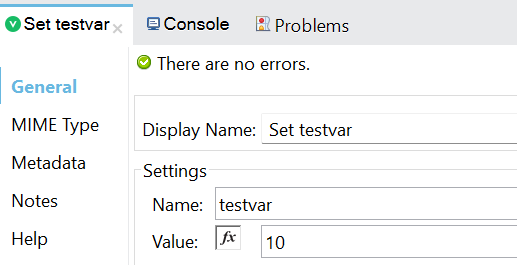 Set testvar Console Problems
There are no errors.
General
MIME Type
Metadata
Notes
Help
Display Name: Set testvar
Settings
Name: testvar
Value: fx 10